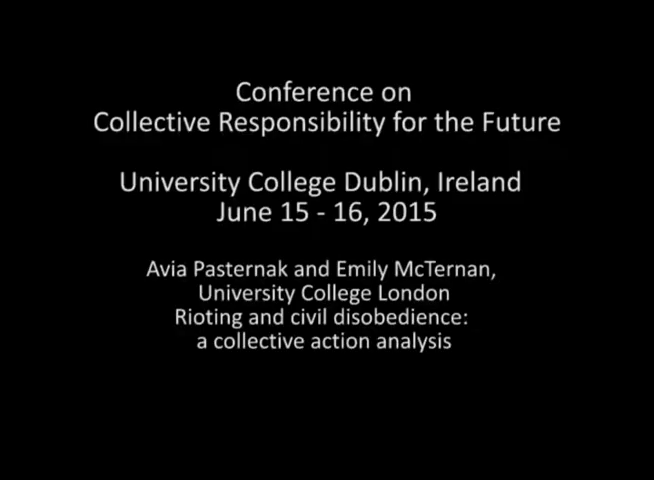 Conference on
Collective Responsibility for the Future
University College Dublin, Ireland
June 15 - 16, 2015
Avia Pasternak and Emily McTernan,
University College London
Rioting and civil disobedience:
a collective action analysis